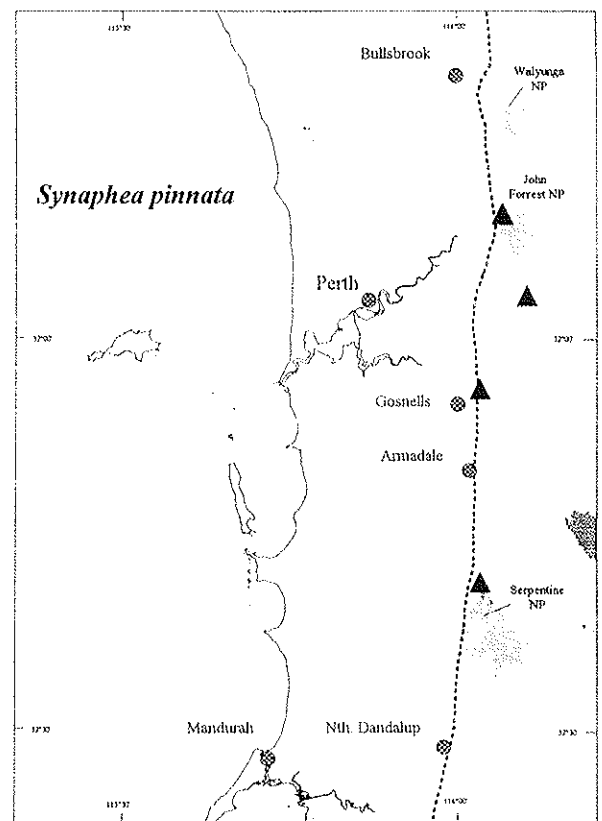 Bullsbrook
Walyunga
NP
Synaphea pinnata
John
Forrest NP
Perth
Gosnells
Armadale
Serpentine
NP
Mandurah
Nth. Dandalup